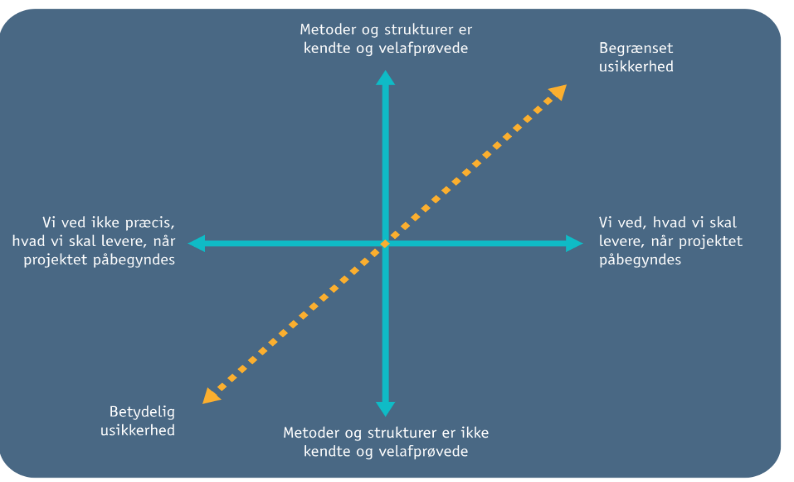 Metoder og strukturer er
kendte og velafprøvede
Begrænset
usikkerhed
Vi ved ikke præcis,
hvad vi skal levere, når
projektet påbegyndes
Vi ved, hvad vi skal
levere, når projektet
påbegyndes
Betydelig
usikkerhed
Metoder og strukturer er ikke
kendte og velafprøvede